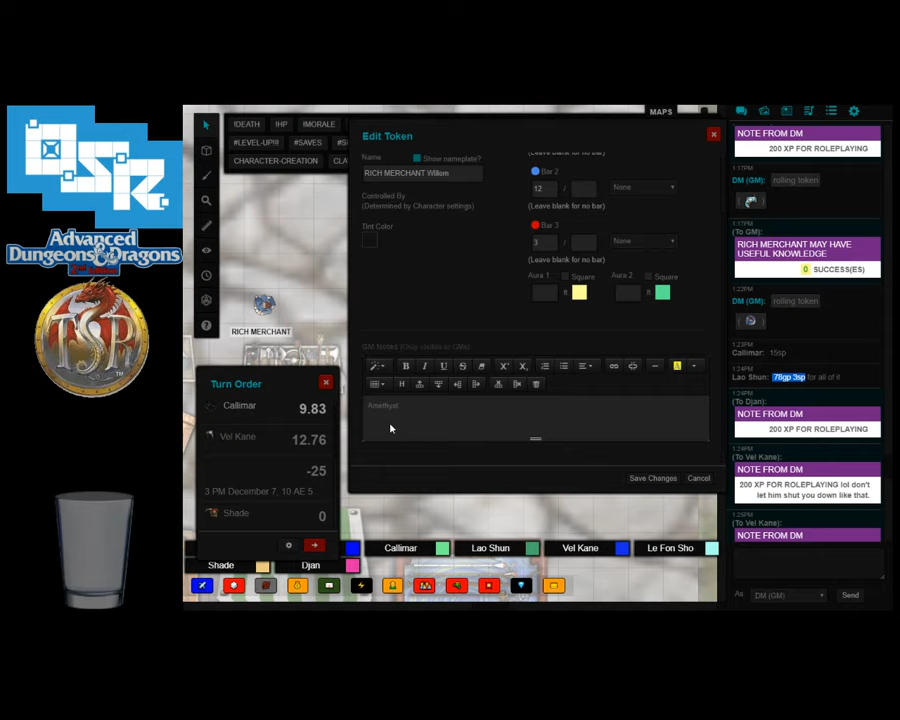 OSR
Advanced
Dungeons & Dragons
2nd Edition
TSR
TM
!DEATH
!HP
!MORALE
#LEVEL-UP!!!
#SAVES
CHARACTER-CREATION
RICH MERCHANT
Turn Order
Callimar
9.83
Vel Kane
12.76
-25
3 PM December 7, 10 AE 5
Shade
0
MAPS
Edit Token
Name
Show nameplate?
RICH MERCHANT Willom
Controlled By
(Determined by Character settings)
Tint Color
(Leave blank for no bar)
Bar 2
12 /
None
(Leave blank for no bar)
Bar 3
3 /
None
(Leave blank for no bar)
Aura 1
Square
Aura 2
Square
ft
ft
GM Notes (Only visible to GMs)
B I U S
X² X₂
H
A
Amethyst
Save Changes
Cancel
Callimar
Lao Shun
Vel Kane
Le Fon Sho
Shade
Djan
NOTE FROM DM
200 XP FOR ROLEPLAYING
1:17PM
DM (GM):
rolling token
1:17PM
(To GM):
RICH MERCHANT MAY HAVE
USEFUL KNOWLEDGE
0 SUCCESS(ES)
1:22PM
DM (GM):
rolling token
1:23PM
Callimar: 15sp
1:24PM
Lao Shun: 78gp 3sp for all of it
(To Djan):
NOTE FROM DM
200 XP FOR ROLEPLAYING
(To Vel Kane):
NOTE FROM DM
200 XP FOR ROLEPLAYING lol don't
let him shut you down like that.
1:25PM
(To Vel Kane):
NOTE FROM DM
As
DM (GM)
Send